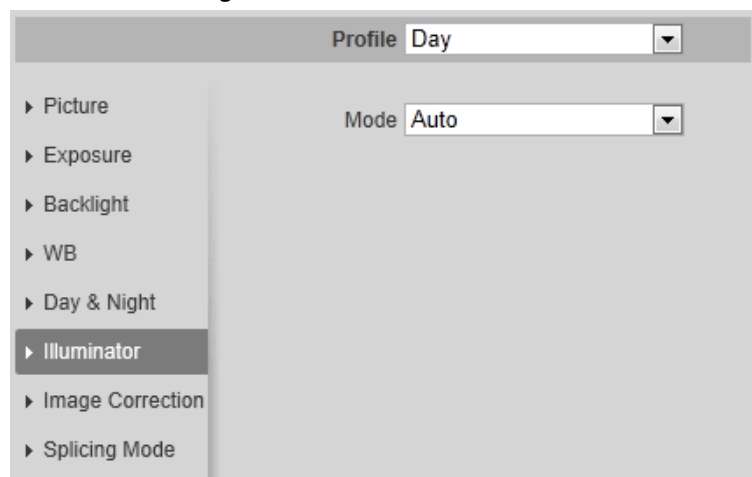 Profile Day
Picture
Mode Auto
Exposure
Backlight
WB
Day & Night
Illuminator
Image Correction
Splicing Mode